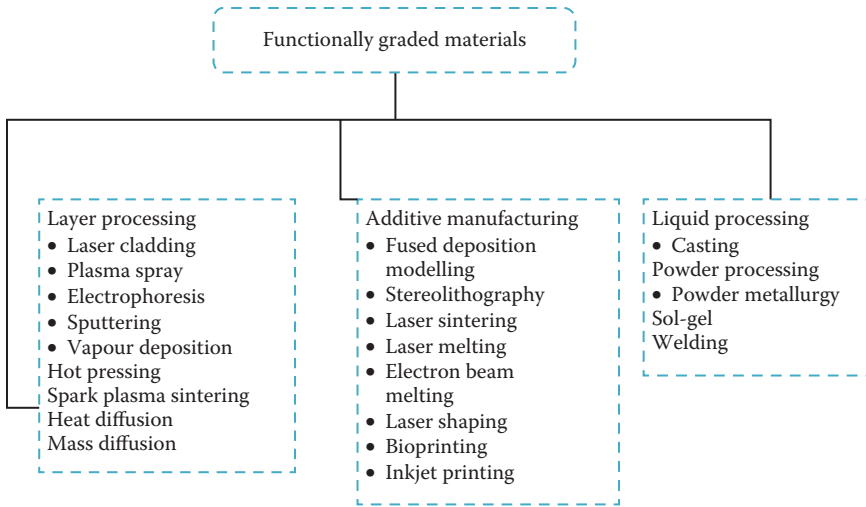 Functionally graded materials
Layer processing
• Laser cladding
• Plasma spray
• Electrophoresis
• Sputtering
• Vapour deposition
Hot pressing
Spark plasma sintering
Heat diffusion
Mass diffusion
Additive manufacturing
• Fused deposition
modelling
• Stereolithography
• Laser sintering
• Laser melting
• Electron beam
melting
• Laser shaping
• Bioprinting
• Inkjet printing
Liquid processing
• Casting
Powder processing
• Powder metallurgy
Sol-gel
Welding